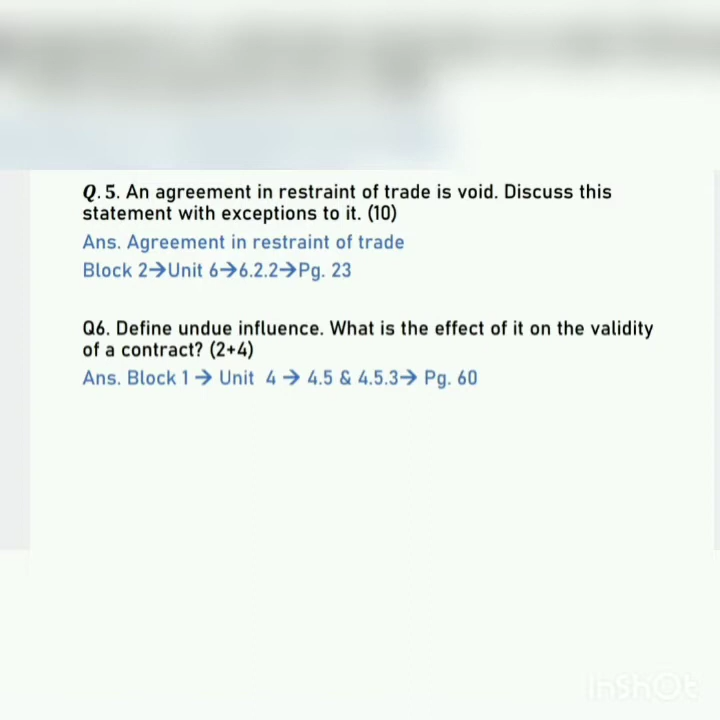 Q. 5. An agreement in restraint of trade is void. Discuss this
statement with exceptions to it. (10)
Ans. Agreement in restraint of trade
Block 2→Unit 6→6.2.2→Pg. 23
Q6. Define undue influence. What is the effect of it on the validity
of a contract? (2+4)
Ans. Block 1 → Unit 4 → 4.5 & 4.5.3→ Pg. 60
InShOt